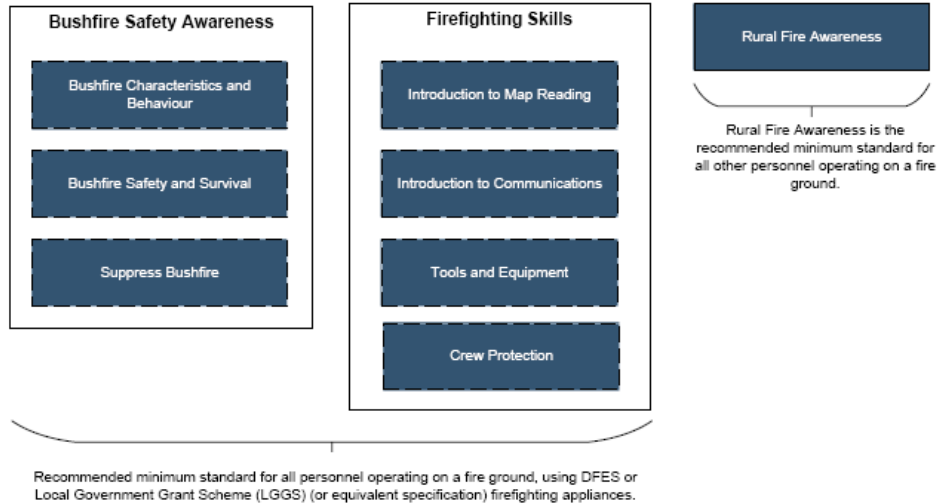 Bushfire Safety Awareness
Bushfire Characteristics and
Behaviour
Bushfire Safety and Survival
Suppress Bushfire
Firefighting Skills
Introduction to Map Reading
Introduction to Communications
Tools and Equipment
Crew Protection
Rural Fire Awareness
Rural Fire Awareness is the
recommended minimum standard for
all other personnel operating on a fire
ground.
Recommended minimum standard for all personnel operating on a fire ground, using DFES or
Local Government Grant Scheme (LGGS) (or equivalent specification) firefighting appliances.